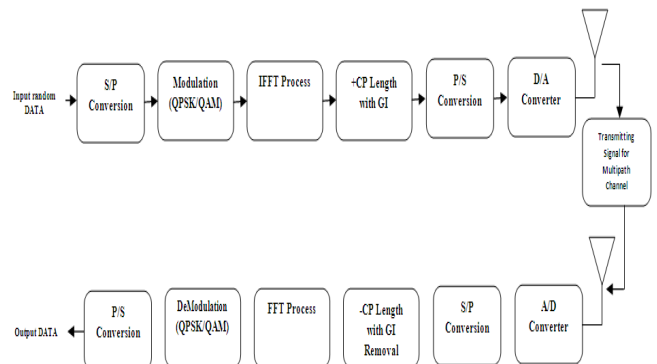 Input random
DATA
S/P
Conversion
Modulation
(QPSK/QAM)
IFFT Process
+CP Length
with GI
P/S
Conversion
D/A
Converter
Transmitting
Signal for
Multipath
Channel
Output DATA
P/S
Conversion
DeModulation
(QPSK/QAM)
FFT Process
-CP Length
with GI
Removal
S/P
Conversion
A/D
Converter